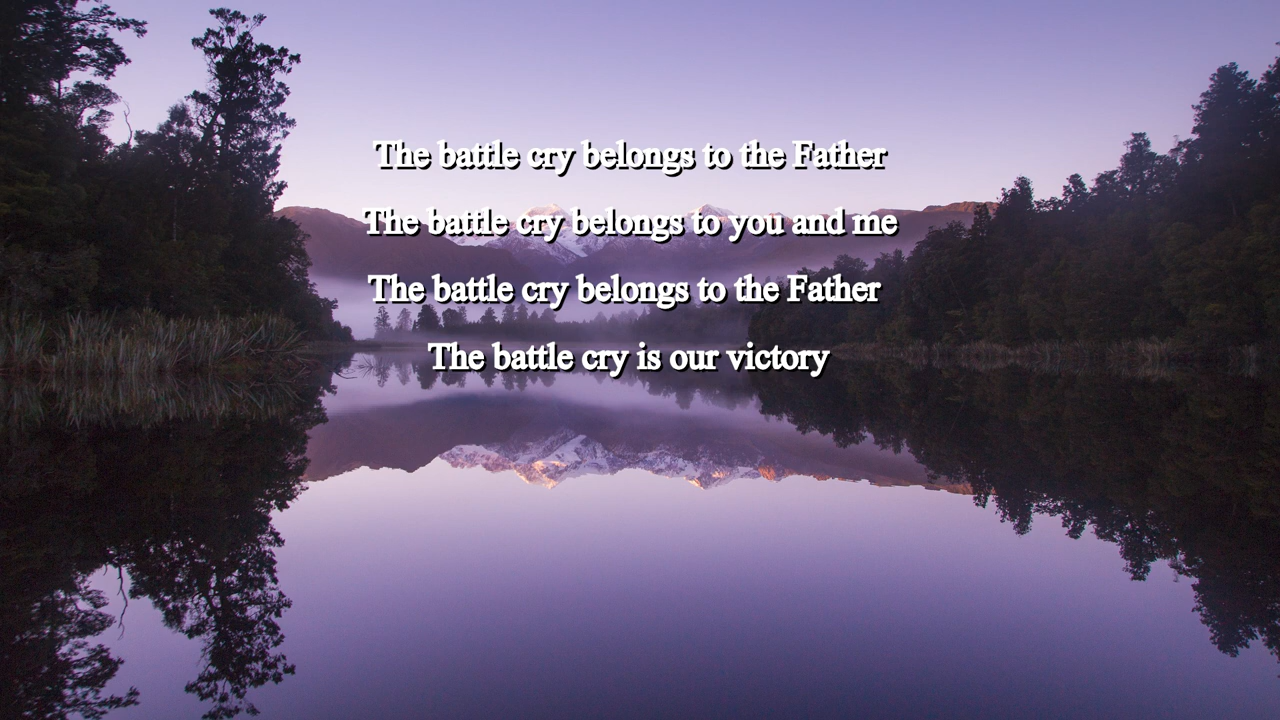 The battle cry belongs to the Father
The battle cry belongs to you and me
The battle cry belongs to the Father
The battle cry is our victory